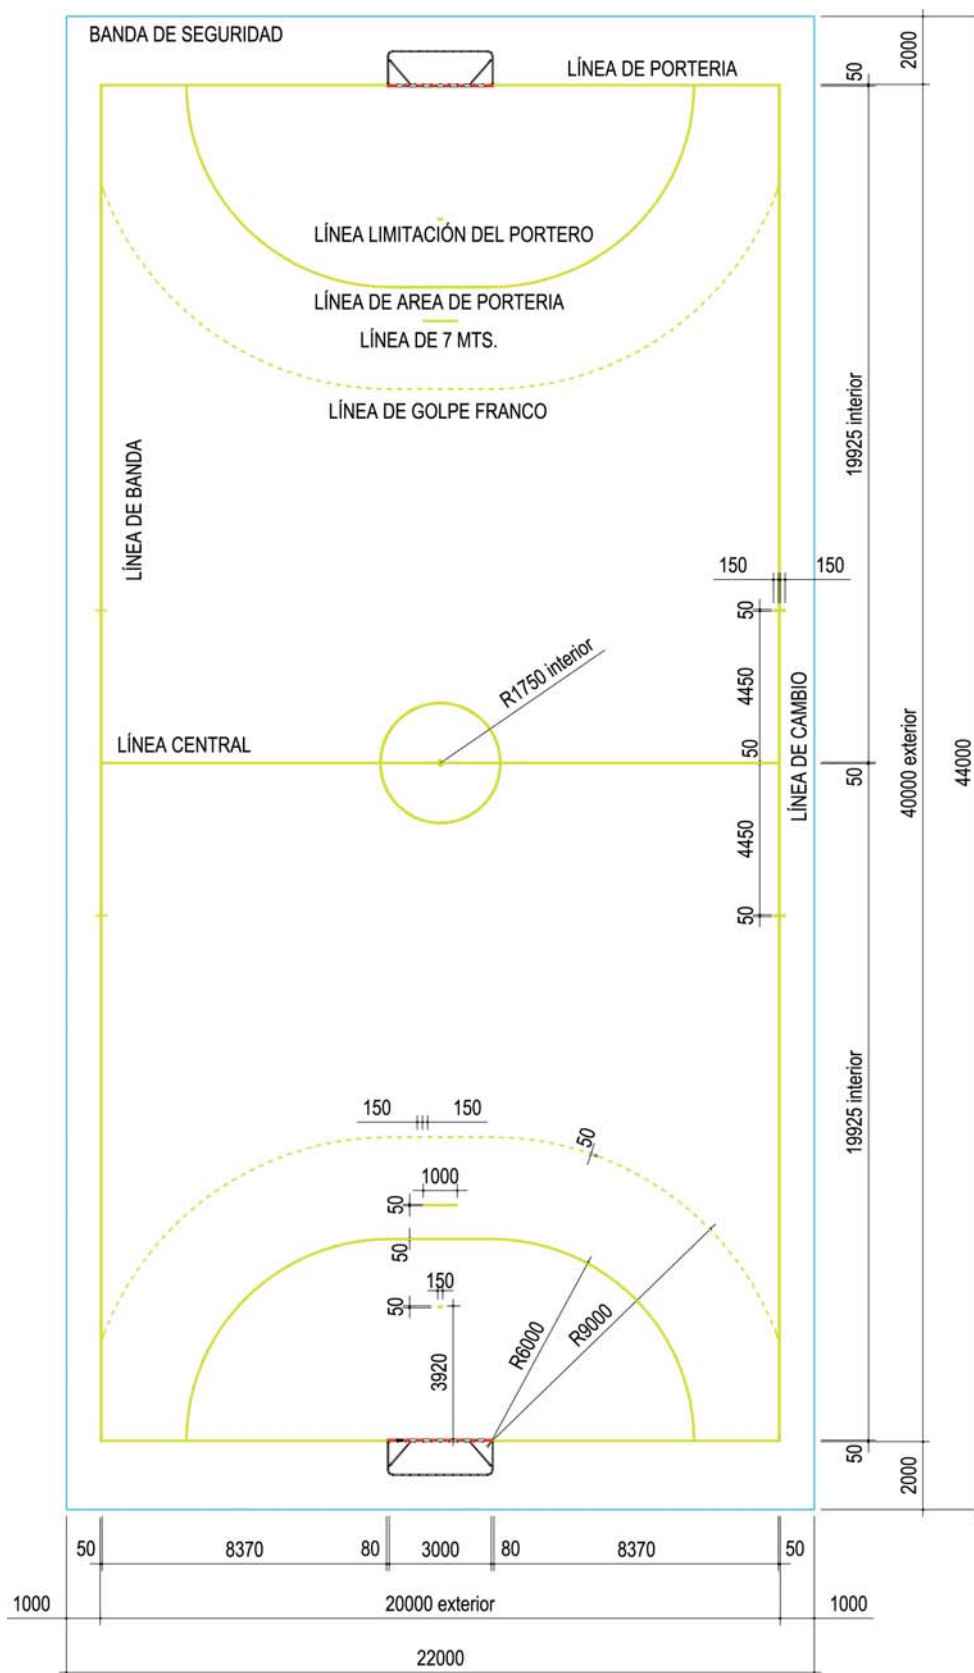 BANDA DE SEGURIDAD
LÍNEA DE PORTERIA
50
2000
LÍNEA LIMITACIÓN DEL PORTERO
LÍNEA DE AREA DE PORTERIA
LÍNEA DE 7 MTS.
LÍNEA DE GOLPE FRANCO
LÍNEA DE BANDA
19925 interior
150
150
50
4450
R1750 interior
LÍNEA DE CAMBIO
LÍNEA CENTRAL
50
50
40000 exterior
44000
4450
50
19925 interior
150
150
50
1000
50
50
150
50
3920
R6000
R9000
50
2000
50
8370
80
3000
80
8370
50
1000
20000 exterior
1000
22000